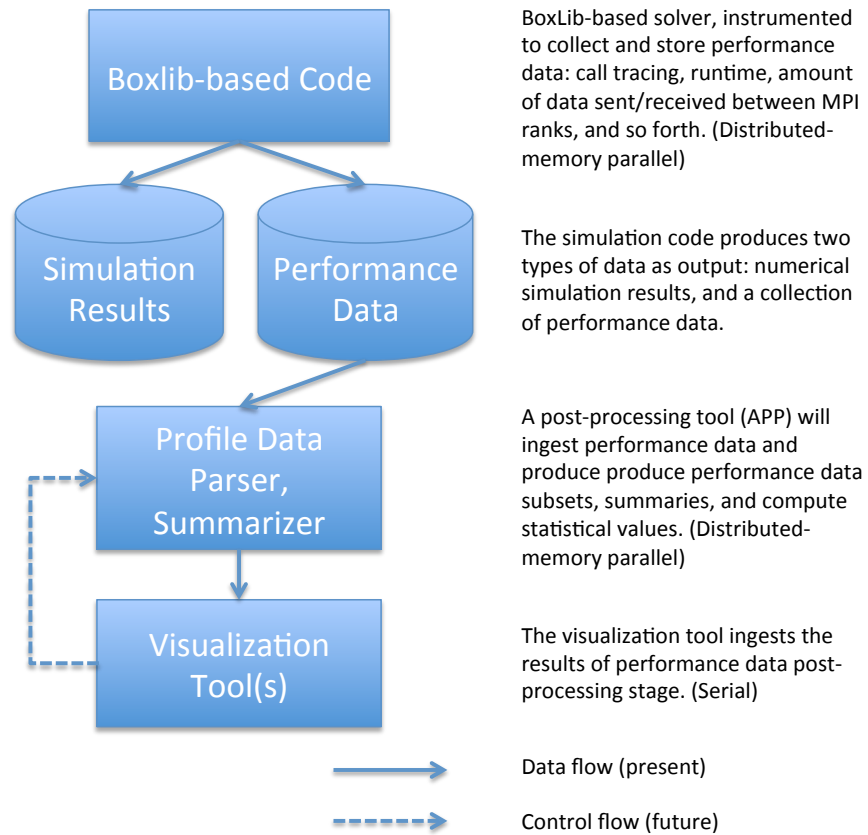 Boxlib-based Code
BoxLib-based solver, instrumented
to collect and store performance
data: call tracing, runtime, amount
of data sent/received between MPI
ranks, and so forth. (Distributed-
memory parallel)
Simulation
Results
Performance
Data
The simulation code produces two
types of data as output: numerical
simulation results, and a collection
of performance data.
Profile Data
Parser,
Summarizer
A post-processing tool (APP) will
ingest performance data and
produce produce performance data
subsets, summaries, and compute
statistical values. (Distributed-
memory parallel)
Visualization
Tool(s)
The visualization tool ingests the
results of performance data post-
processing stage. (Serial)
Data flow (present)
Control flow (future)